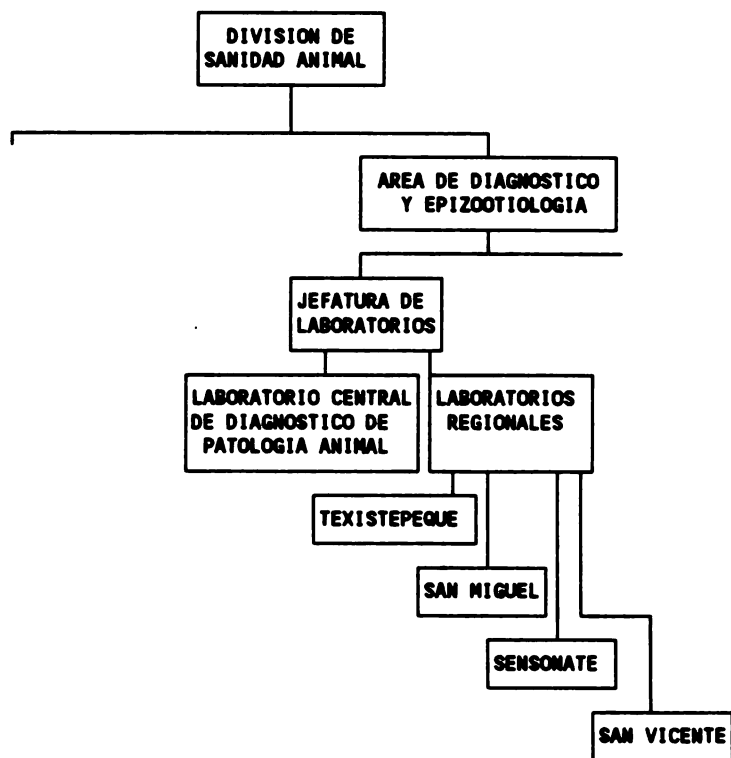 DIVISION DE
SANIDAD ANIMAL
AREA DE DIAGNOSTICO
Y EPIZOOTIOLOGIA
JEFATURA DE
LABORATORIOS
LABORATORIO CENTRAL
DE DIAGNOSTICO DE
PATOLOGIA ANIMAL
LABORATORIOS
REGIONALES
TEXISTEPEQUE
SAN MIGUEL
SENSONATE
SAN VICENTE